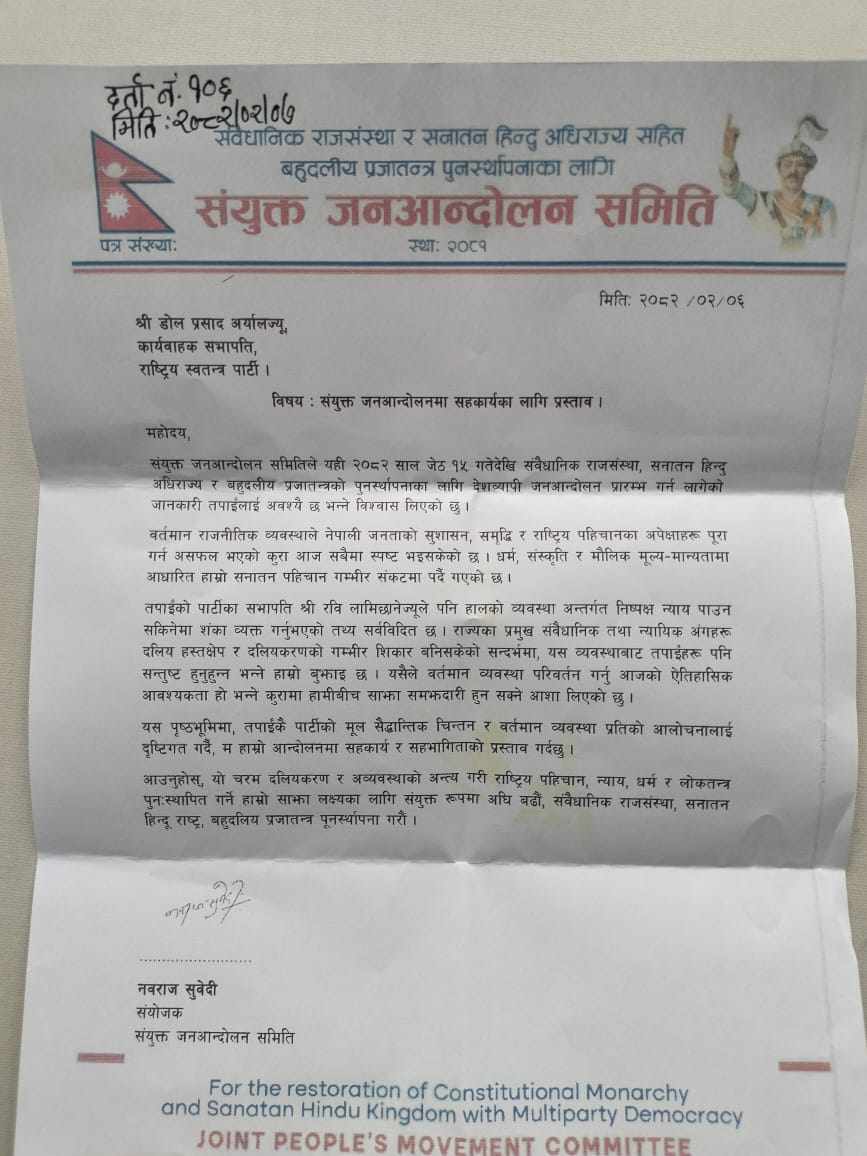 दर्ता नं. १०६
मिति : २०८२/०२/०७
संवैधानिक राजसंस्था र सनातन हिन्दु अधिराज्य सहित
बहुदलीय प्रजातन्त्र पुनर्स्थापनाका लागि
संयुक्त जनआन्दोलन समिति
पत्र संख्या:
स्था: २०८१
मिति: २०८२ /०२/०६
श्री डोल प्रसाद अर्यालज्यू,
कार्यवाहक सभापति,
राष्ट्रिय स्वतन्त्र पार्टी ।
विषय : संयुक्त जनआन्दोलनमा सहकार्यका लागि प्रस्ताव ।
महोदय,
संयुक्त जनआन्दोलन समितिले यही २०८२ साल जेठ १५ गतेदेखि संवैधानिक राजसंस्था, सनातन हिन्दु
अधिराज्य र बहुदलीय प्रजातन्त्रको पुनर्स्थापनाका लागि देशव्यापी जनआन्दोलन प्रारम्भ गर्न लागेको
जानकारी तपाईंलाई अवश्यै छ भन्ने विश्वास लिएको छु ।
वर्तमान राजनीतिक व्यवस्थाले नेपाली जनताको सुशासन, समृद्धि र राष्ट्रिय पहिचानका अपेक्षाहरू पूरा
गर्न असफल भएको कुरा आज सबैमा स्पष्ट भइसकेको छ । धर्म, संस्कृति र मौलिक मूल्य-मान्यतामा
आधारित हाम्रो सनातन पहिचान गम्भीर संकटमा पर्दै गएको छ ।
तपाईंको पार्टीका सभापति श्री रवि लामिछानेज्यूले पनि हालको व्यवस्था अन्तर्गत निष्पक्ष न्याय पाउन
सकिनेमा शंका व्यक्त गर्नुभएको तथ्य सर्वविदित छ । राज्यका प्रमुख संवैधानिक तथा न्यायिक अंगहरू
दलिय हस्तक्षेप र दलियकरणको गम्भीर शिकार बनिसकेको सन्दर्भमा, यस व्यवस्थाबाट तपाईंहरू पनि
सन्तुष्ट हुनुहुन्न भन्ने हाम्रो बुझाइ छ । यसैले वर्तमान व्यवस्था परिवर्तन गर्नु आजको ऐतिहासिक
आवश्यकता हो भन्ने कुरामा हामीबीच साझा समझदारी हुन सक्ने आशा लिएको छु ।
यस पृष्ठभूमिमा, तपाईंकै पार्टीको मूल सैद्धान्तिक चिन्तन र वर्तमान व्यवस्था प्रतिको आलोचनालाई
दृष्टिगत गर्दै, म हाम्रो आन्दोलनमा सहकार्य र सहभागिताको प्रस्ताव गर्दछु ।
आउनुहोस्, यो चरम दलियकरण र अव्यवस्थाको अन्त्य गरी राष्ट्रिय पहिचान, न्याय, धर्म र लोकतन्त्र
पुन:स्थापित गर्ने हाम्रो साझा लक्ष्यका लागि संयुक्त रूपमा अघि बढौं, संवैधानिक राजसंस्था, सनातन
हिन्दू राष्ट्र, बहुदलिय प्रजातन्त्र पूनर्स्थापना गरौं ।
..........................
नवराज सुवेदी
संयोजक
संयुक्त जनआन्दोलन समिति
For the restoration of Constitutional Monarchy
and Sanatan Hindu Kingdom with Multiparty Democracy
JOINT PEOPLE'S MOVEMENT COMMITTEE